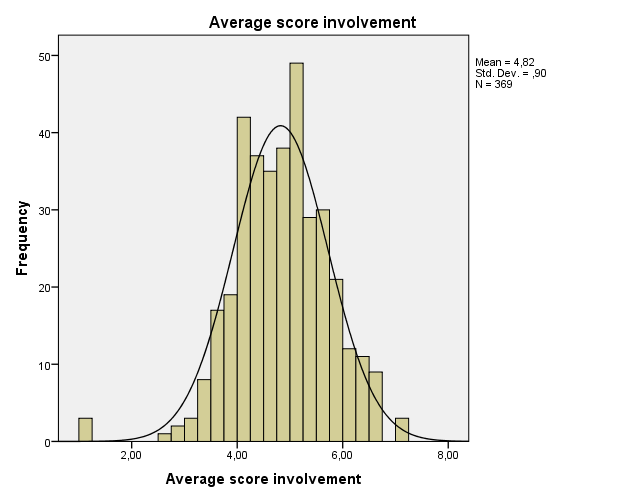 Average score involvement
Mean = 4,82
Std. Dev. = ,90
N = 369
Frequency
50
40
30
20
10
0
2,00 4,00 6,00 8,00
Average score involvement